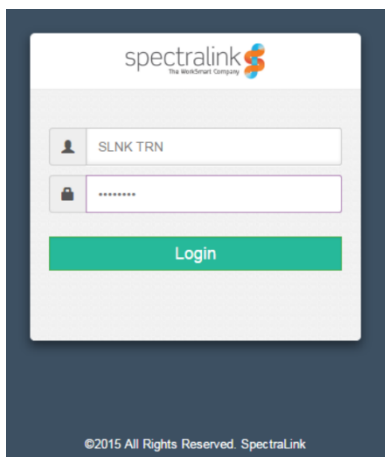 spectralink
The WorkSmart Company
SLNK TRN
••••••••
Login
©2015 All Rights Reserved. SpectraLink